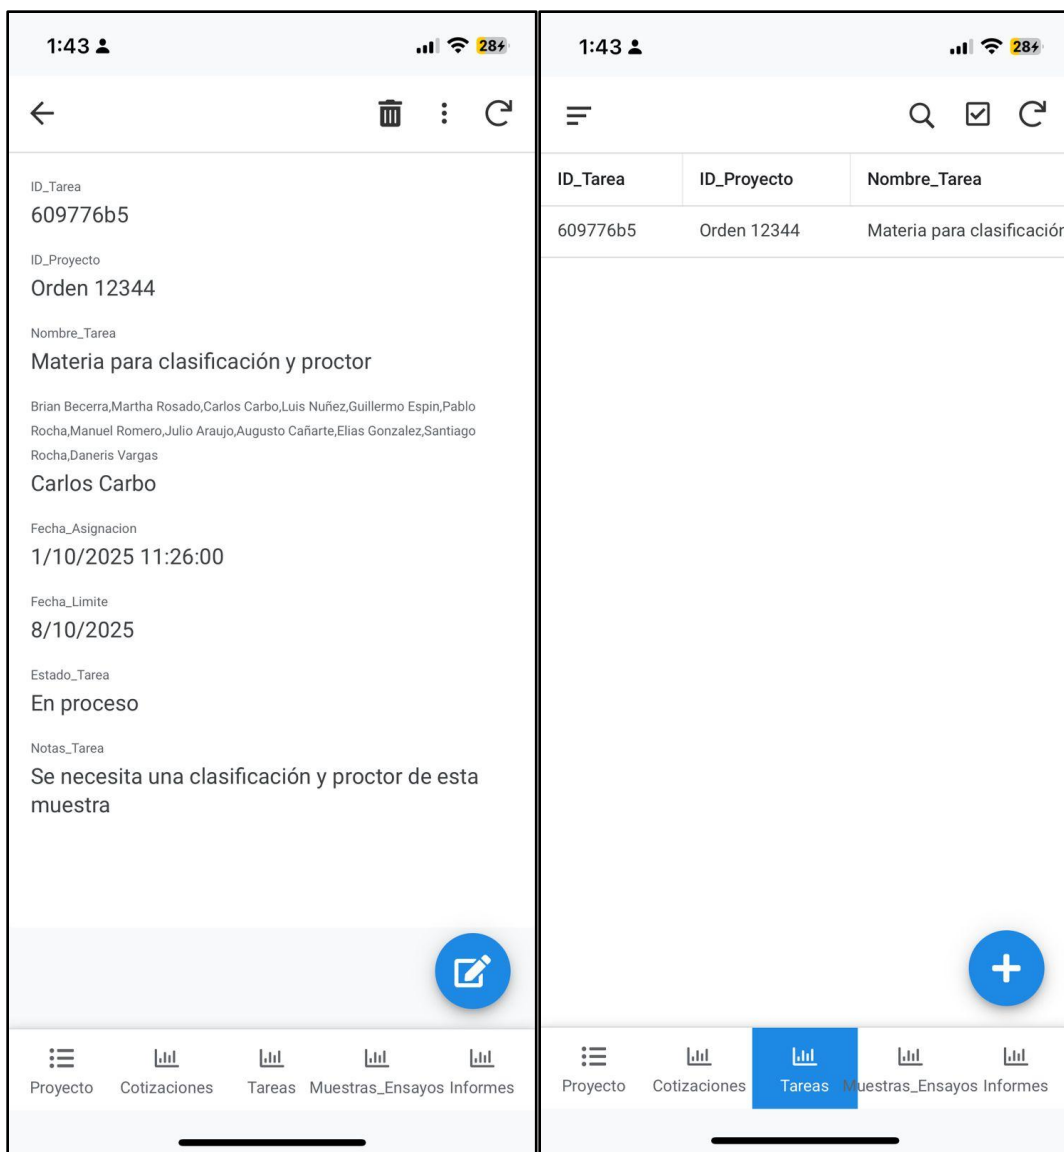 1:43
28
ID_Tarea
609776b5
ID_Proyecto
Orden 12344
Nombre_Tarea
Materia para clasificación y proctor
Brian Becerra,Martha Rosado,Carlos Carbo,Luis Nuñez,Guillermo Espin,Pablo
Rocha,Manuel Romero,Julio Araujo,Augusto Cañarte,Elias Gonzalez,Santiago
Rocha,Daneris Vargas
Carlos Carbo
Fecha_Asignacion
1/10/2025 11:26:00
Fecha_Limite
8/10/2025
Estado_Tarea
En proceso
Notas_Tarea
Se necesita una clasificación y proctor de esta
muestra
Proyecto Cotizaciones Tareas Muestras_Ensayos Informes
1:43
28
ID_Tarea ID_Proyecto Nombre_Tarea
609776b5 Orden 12344 Materia para clasificación
Proyecto Cotizaciones Tareas Muestras_Ensayos Informes